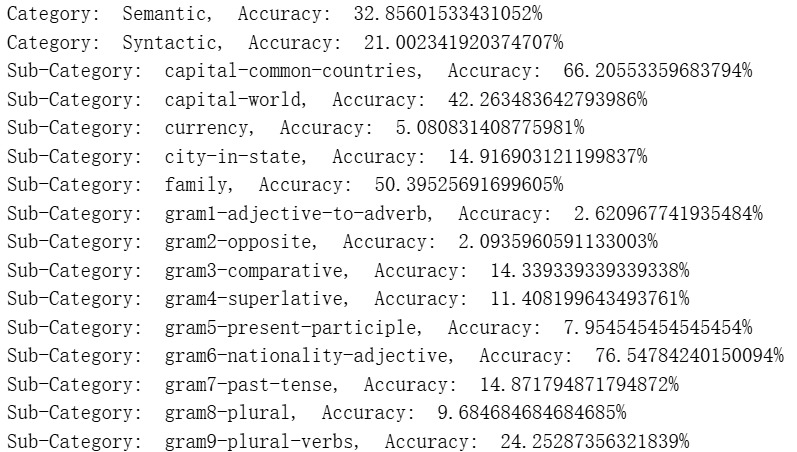 Category: Semantic, Accuracy: 32.85601533431052%
Category: Syntactic, Accuracy: 21.002341920374707%
Sub-Category: capital-common-countries, Accuracy: 66.20553359683794%
Sub-Category: capital-world, Accuracy: 42.263483642793986%
Sub-Category: currency, Accuracy: 5.080831408775981%
Sub-Category: city-in-state, Accuracy: 14.916903121199837%
Sub-Category: family, Accuracy: 50.39525691699605%
Sub-Category: gram1-adjective-to-adverb, Accuracy: 2.620967741935484%
Sub-Category: gram2-opposite, Accuracy: 2.0935960591133003%
Sub-Category: gram3-comparative, Accuracy: 14.339339339339338%
Sub-Category: gram4-superlative, Accuracy: 11.408199643493761%
Sub-Category: gram5-present-participle, Accuracy: 7.954545454545454%
Sub-Category: gram6-nationality-adjective, Accuracy: 76.54784240150094%
Sub-Category: gram7-past-tense, Accuracy: 14.871794871794872%
Sub-Category: gram8-plural, Accuracy: 9.684684684684685%
Sub-Category: gram9-plural-verbs, Accuracy: 24.25287356321839%